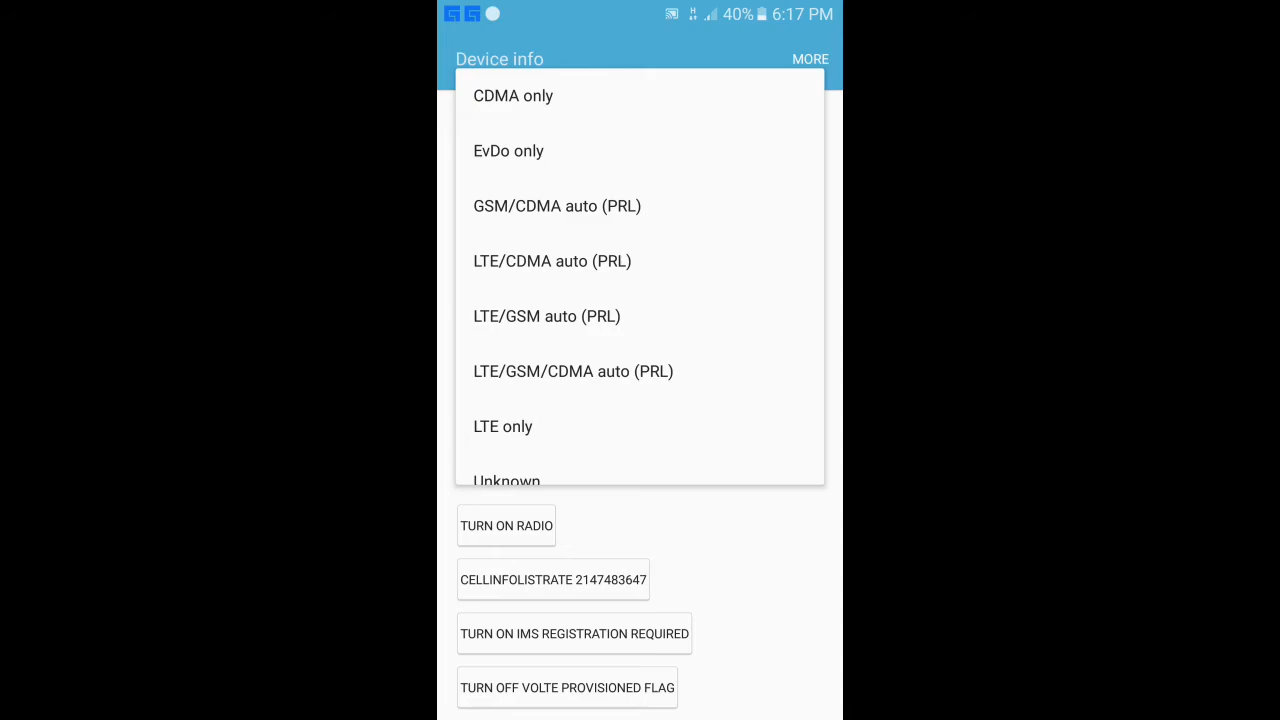 H 40% 6:17 PM
Device info MORE
CDMA only
EvDo only
GSM/CDMA auto (PRL)
LTE/CDMA auto (PRL)
LTE/GSM auto (PRL)
LTE/GSM/CDMA auto (PRL)
LTE only
Unknown
TURN ON RADIO
CELLINFOLISTRATE 2147483647
TURN ON IMS REGISTRATION REQUIRED
TURN OFF VOLTE PROVISIONED FLAG